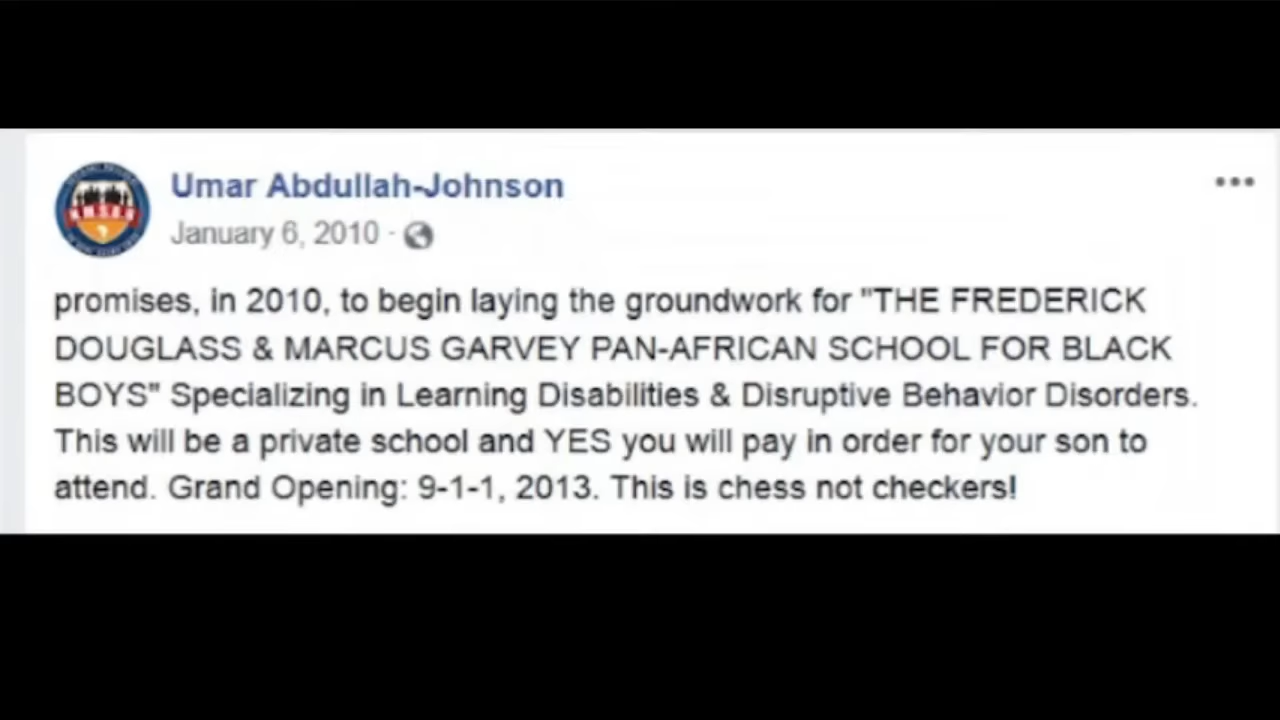 Umar Abdullah-Johnson
January 6, 2010 ·
promises, in 2010, to begin laying the groundwork for "THE FREDERICK
DOUGLASS & MARCUS GARVEY PAN-AFRICAN SCHOOL FOR BLACK
BOYS" Specializing in Learning Disabilities & Disruptive Behavior Disorders.
This will be a private school and YES you will pay in order for your son to
attend. Grand Opening: 9-1-1, 2013. This is chess not checkers!